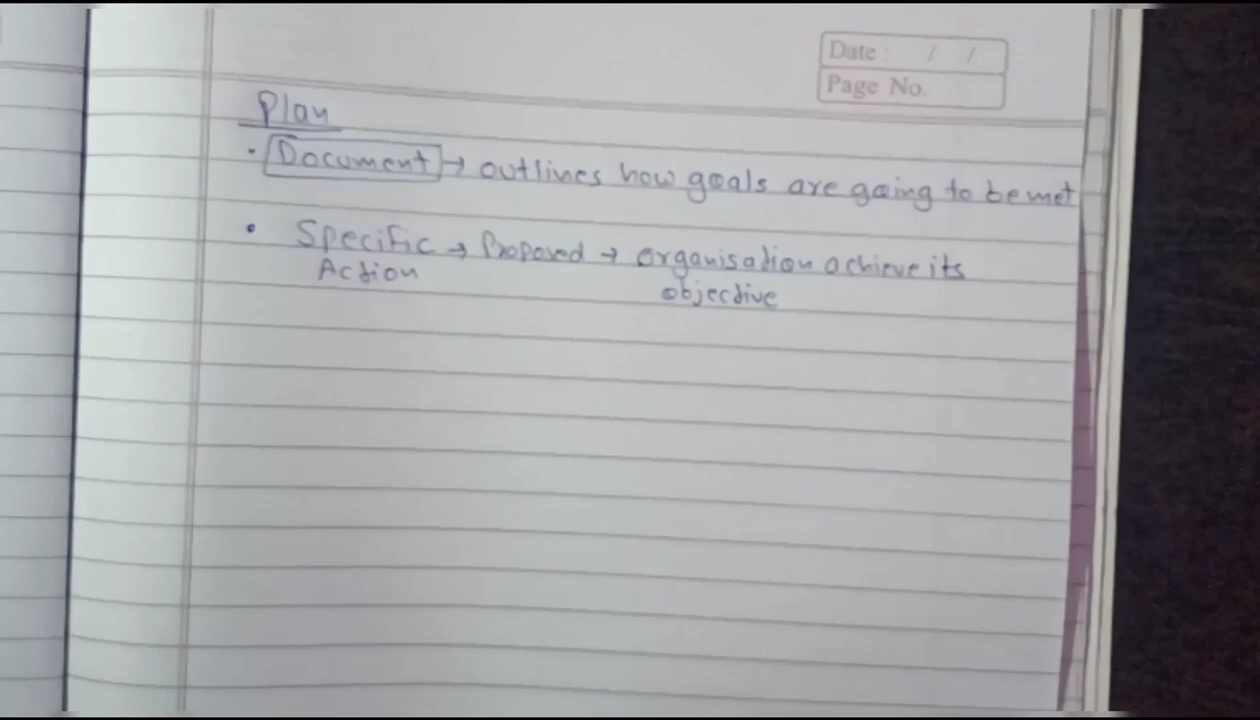 Date : / /
Page No.
Plan
· Document → outlines how goals are going to be met
· Specific → Proposed → organisation achieve its
Action objective